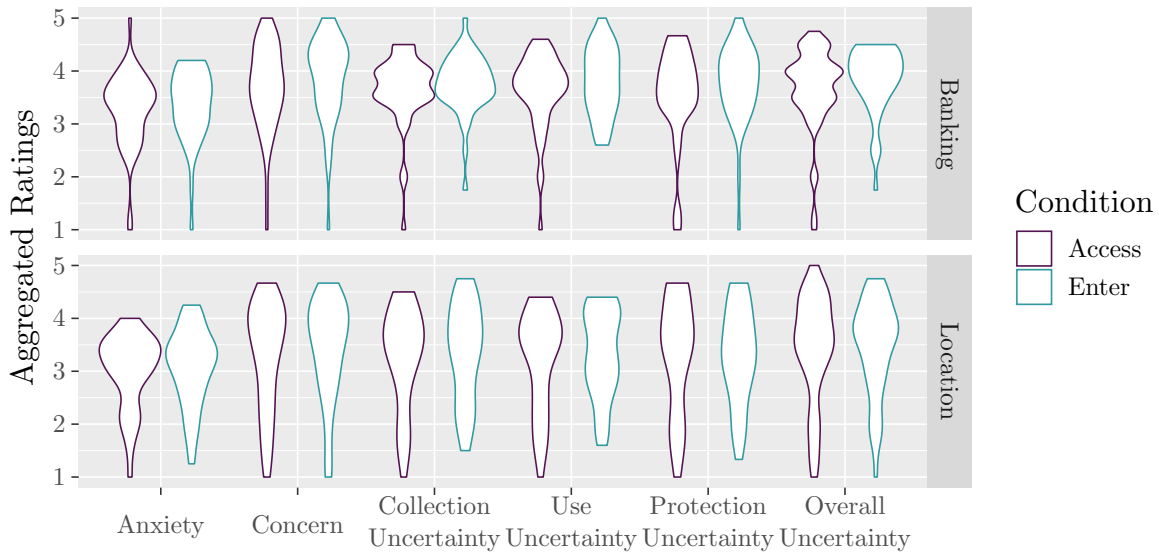 Aggregated Ratings
5
4
3
2
1
Banking
5
4
3
2
1
Location
Anxiety
Concern
Collection
Uncertainty
Use
Uncertainty
Protection
Uncertainty
Overall
Uncertainty
Condition
Access
Enter